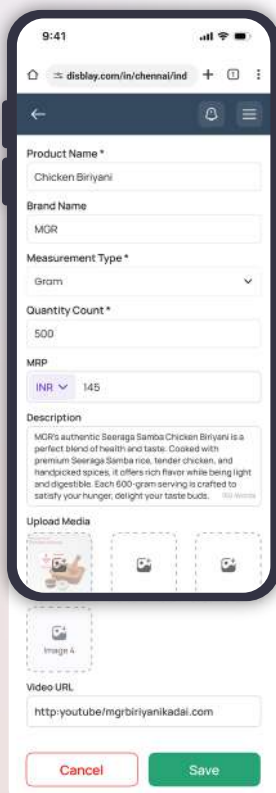 9:41
disblay.com/in/chennai/ind
Product Name *
Chicken Biriyani
Brand Name
MGR
Measurement Type *
Gram
Quantity Count *
500
MRP
INR 145
Description
MGR's authentic Seeraga Samba Chicken Biriyani is a
perfect blend of health and taste. Cooked with
premium Seeraga Samba rice, tender chicken, and
handpicked spices, it offers rich flavor while being light
and digestible. Each 600-gram serving is crafted to
satisfy your hunger, delight your taste buds.
Upload Media
Image 4
Video URL
http:youtube/mgrbiriyanikadai.com
Cancel Save